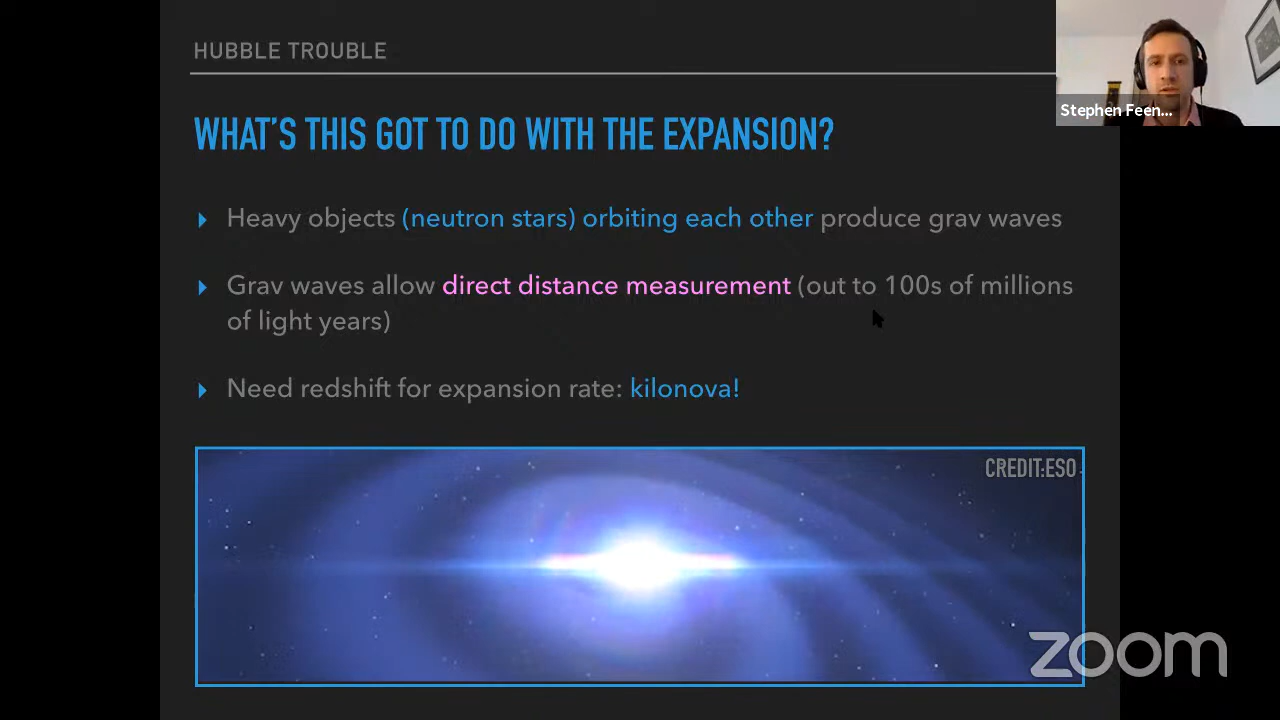 HUBBLE TROUBLE
Stephen Feen...
WHAT'S THIS GOT TO DO WITH THE EXPANSION?
Heavy objects (neutron stars) orbiting each other produce grav waves
Grav waves allow direct distance measurement (out to 100s of millions
of light years)
Need redshift for expansion rate: kilonova!
CREDIT:ESO
zoom